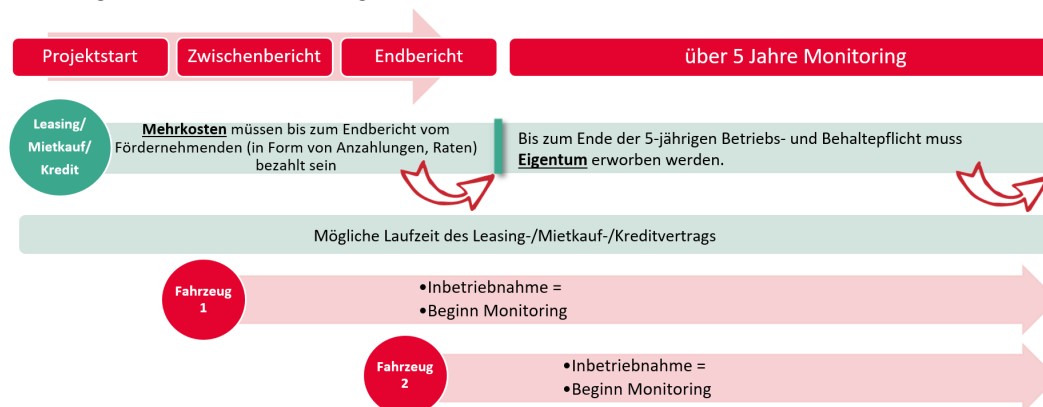 Projektstart
Zwischenbericht
Endbericht
über 5 Jahre Monitoring
Leasing/
Mietkauf/
Kredit
Mehrkosten müssen bis zum Endbericht vom
Fördernehmenden (in Form von Anzahlungen, Raten)
bezahlt sein
Bis zum Ende der 5-jährigen Betriebs- und Behaltepflicht muss
Eigentum erworben werden.
Mögliche Laufzeit des Leasing-/Mietkauf-/Kreditvertrags
Fahrzeug
1
•Inbetriebnahme =
•Beginn Monitoring
Fahrzeug
2
•Inbetriebnahme =
•Beginn Monitoring